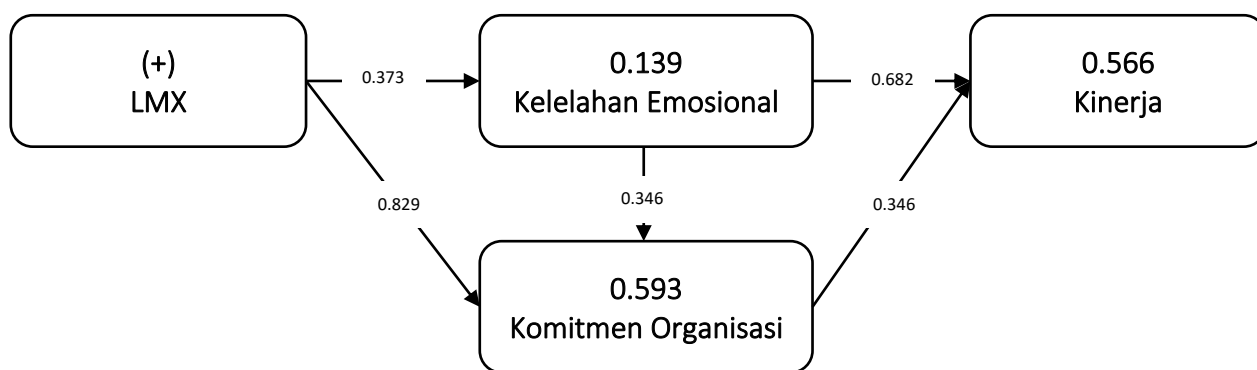 (+)
LMX
0.373
0.139
Kelelahan Emosional
0.682
0.566
Kinerja
0.829
0.346
0.346
0.593
Komitmen Organisasi